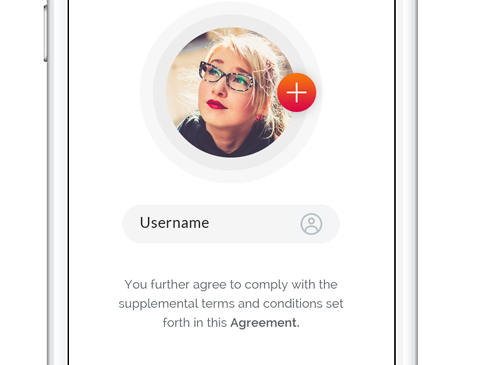 Username
You further agree to comply with the
supplemental terms and conditions set
forth in this Agreement.